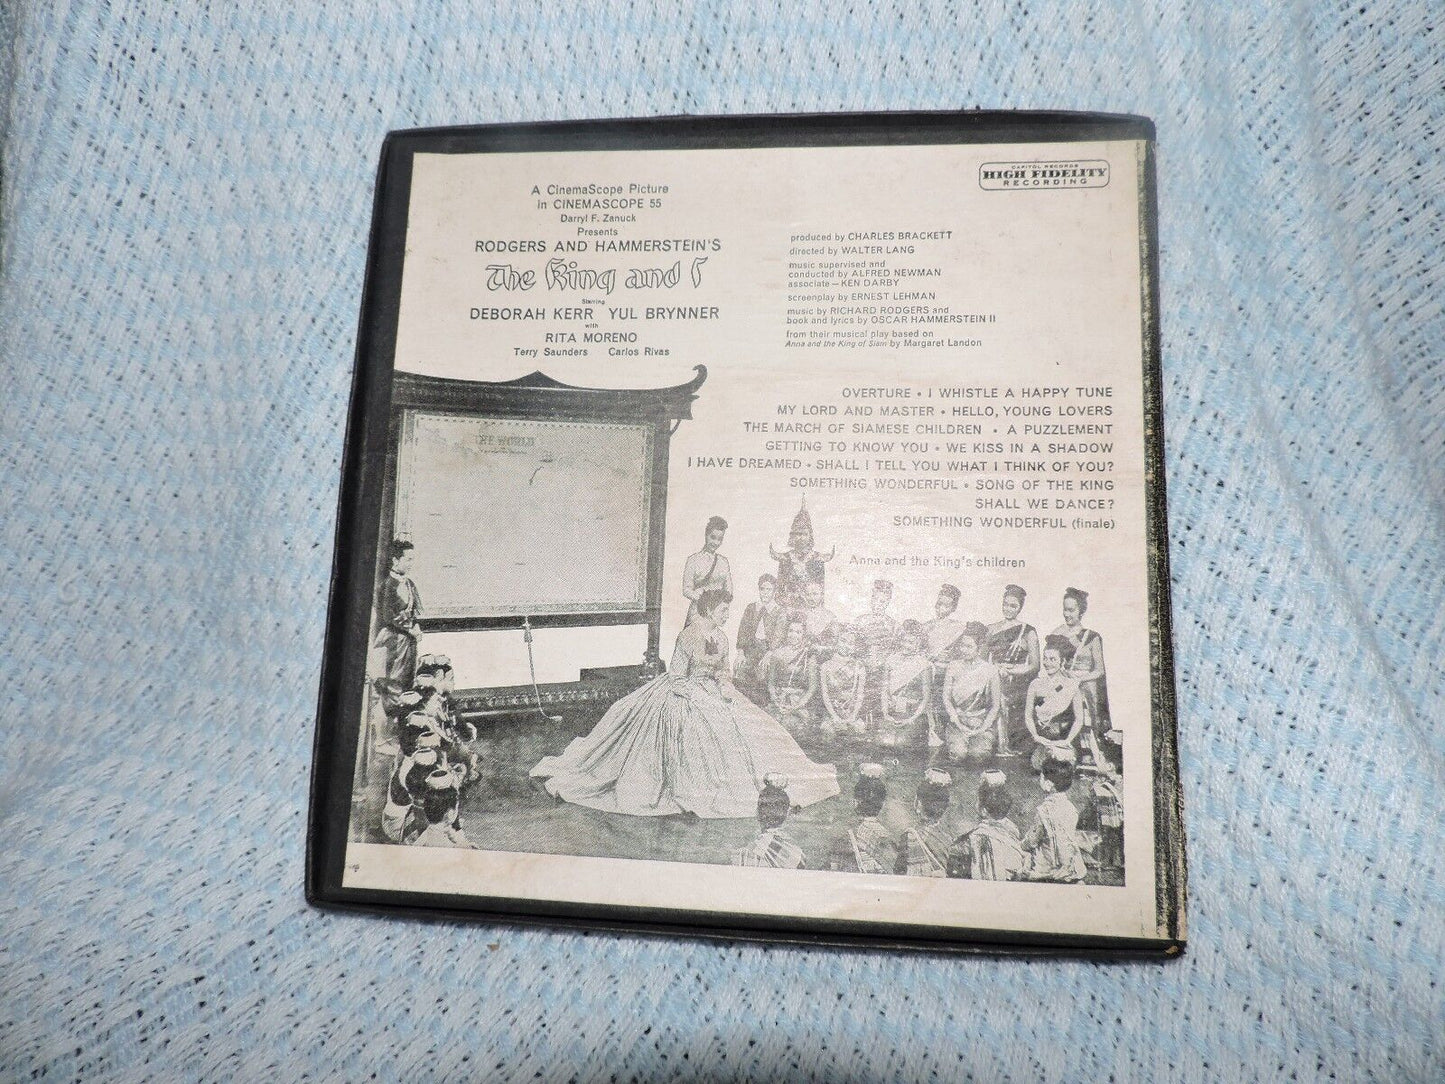 A CinemaScope Picture
in CINEMASCOPE 55
Darryl F. Zanuck
Presents
RODGERS AND HAMMERSTEIN'S
The King and I
Starring
DEBORAH KERR YUL BRYNNER
with
RITA MORENO
Terry Saunders Carlos Rivas
CAPITOL RECORDS
HIGH FIDELITY
RECORDING
produced by CHARLES BRACKETT
directed by WALTER LANG
music supervised and
conducted by ALFRED NEWMAN
associate—KEN DARBY
screenplay by ERNEST LEHMAN
music by RICHARD RODGERS and
book and lyrics by OSCAR HAMMERSTEIN II
from their musical play based on
Anna and the King of Siam by Margaret Landon
OVERTURE • I WHISTLE A HAPPY TUNE
MY LORD AND MASTER • HELLO, YOUNG LOVERS
THE MARCH OF SIAMESE CHILDREN • A PUZZLEMENT
GETTING TO KNOW YOU • WE KISS IN A SHADOW
I HAVE DREAMED • SHALL I TELL YOU WHAT I THINK OF YOU?
SOMETHING WONDERFUL • SONG OF THE KING
SHALL WE DANCE?
SOMETHING WONDERFUL (finale)
Anna and the King's children
THE WORLD